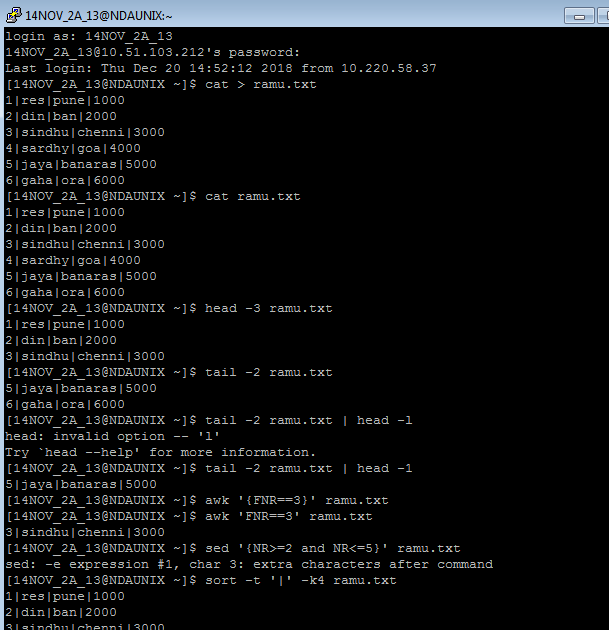 14NOV_2A_13@NDAUNIX:~
login as: 14NOV_2A_13
14NOV_2A_13@10.51.103.212's password:
Last login: Thu Dec 20 14:52:12 2018 from 10.220.58.37
[14NOV_2A_13@NDAUNIX ~]$ cat > ramu.txt
1|res|pune|1000
2|din|ban|2000
3|sindhu|chenni|3000
4|sardhy|goa|4000
5|jaya|banaras|5000
6|gaha|ora|6000
[14NOV_2A_13@NDAUNIX ~]$ cat ramu.txt
1|res|pune|1000
2|din|ban|2000
3|sindhu|chenni|3000
4|sardhy|goa|4000
5|jaya|banaras|5000
6|gaha|ora|6000
[14NOV_2A_13@NDAUNIX ~]$ head -3 ramu.txt
1|res|pune|1000
2|din|ban|2000
3|sindhu|chenni|3000
[14NOV_2A_13@NDAUNIX ~]$ tail -2 ramu.txt
5|jaya|banaras|5000
6|gaha|ora|6000
[14NOV_2A_13@NDAUNIX ~]$ tail -2 ramu.txt | head -l
head: invalid option -- 'l'
Try `head --help' for more information.
[14NOV_2A_13@NDAUNIX ~]$ tail -2 ramu.txt | head -1
5|jaya|banaras|5000
[14NOV_2A_13@NDAUNIX ~]$ awk '{FNR==3}' ramu.txt
[14NOV_2A_13@NDAUNIX ~]$ awk 'FNR==3' ramu.txt
3|sindhu|chenni|3000
[14NOV_2A_13@NDAUNIX ~]$ sed '{NR>=2 and NR<=5}' ramu.txt
sed: -e expression #1, char 3: extra characters after command
[14NOV_2A_13@NDAUNIX ~]$ sort -t '|' -k4 ramu.txt
1|res|pune|1000
2|din|ban|2000
3|sindhu|chenni|3000